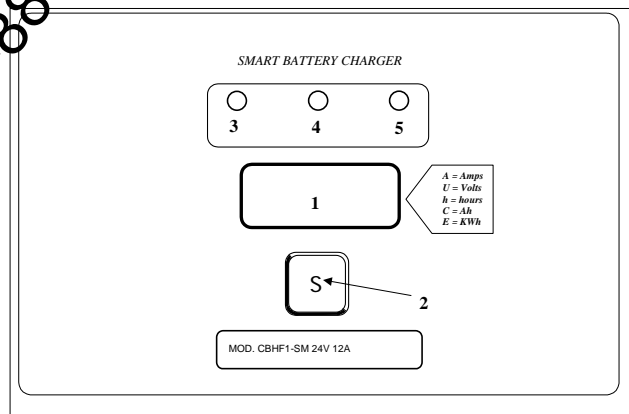 SMART BATTERY CHARGER
3 4 5
1
A = Amps
U = Volts
h = hours
C = Ah
E = KWh
S
2
MOD. CBHF1-SM 24V 12A